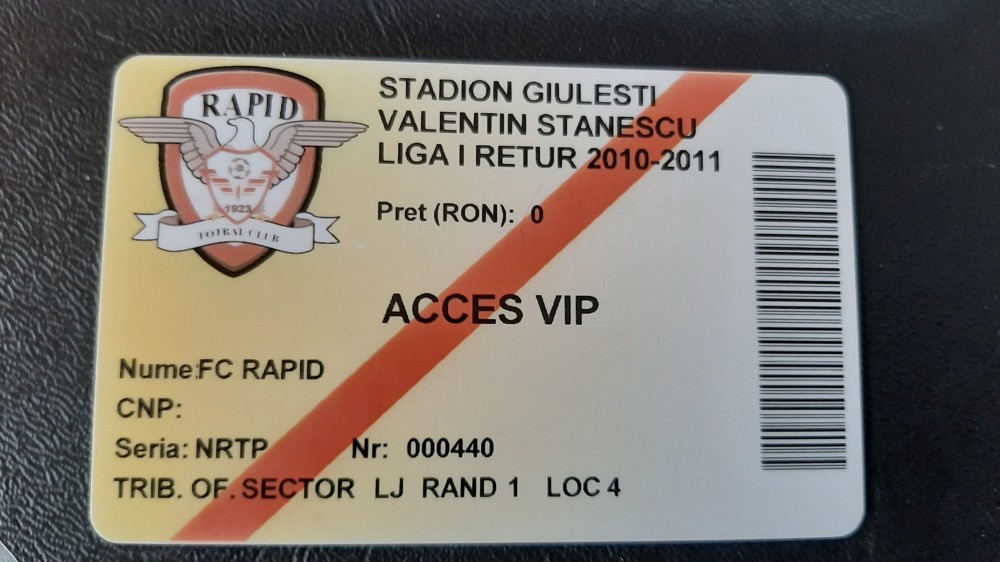 RAPID
1923
FOTBAL CLUB
STADION GIULESTI
VALENTIN STANESCU
LIGA I RETUR 2010-2011
Pret (RON): 0
ACCES VIP
Nume:FC RAPID
CNP:
Seria: NRTP Nr: 000440
TRIB. OF. SECTOR LJ RAND 1 LOC 4